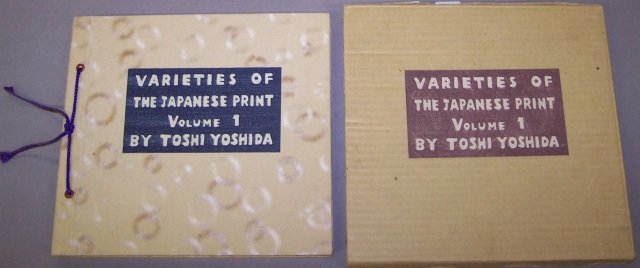 VARIETIES OF
THE JAPANESE PRINT
VOLUME 1
BY TOSHI YOSHIDA
VARIETIES OF
THE JAPANESE PRINT
VOLUME 1
BY TOSHI YOSHIDA